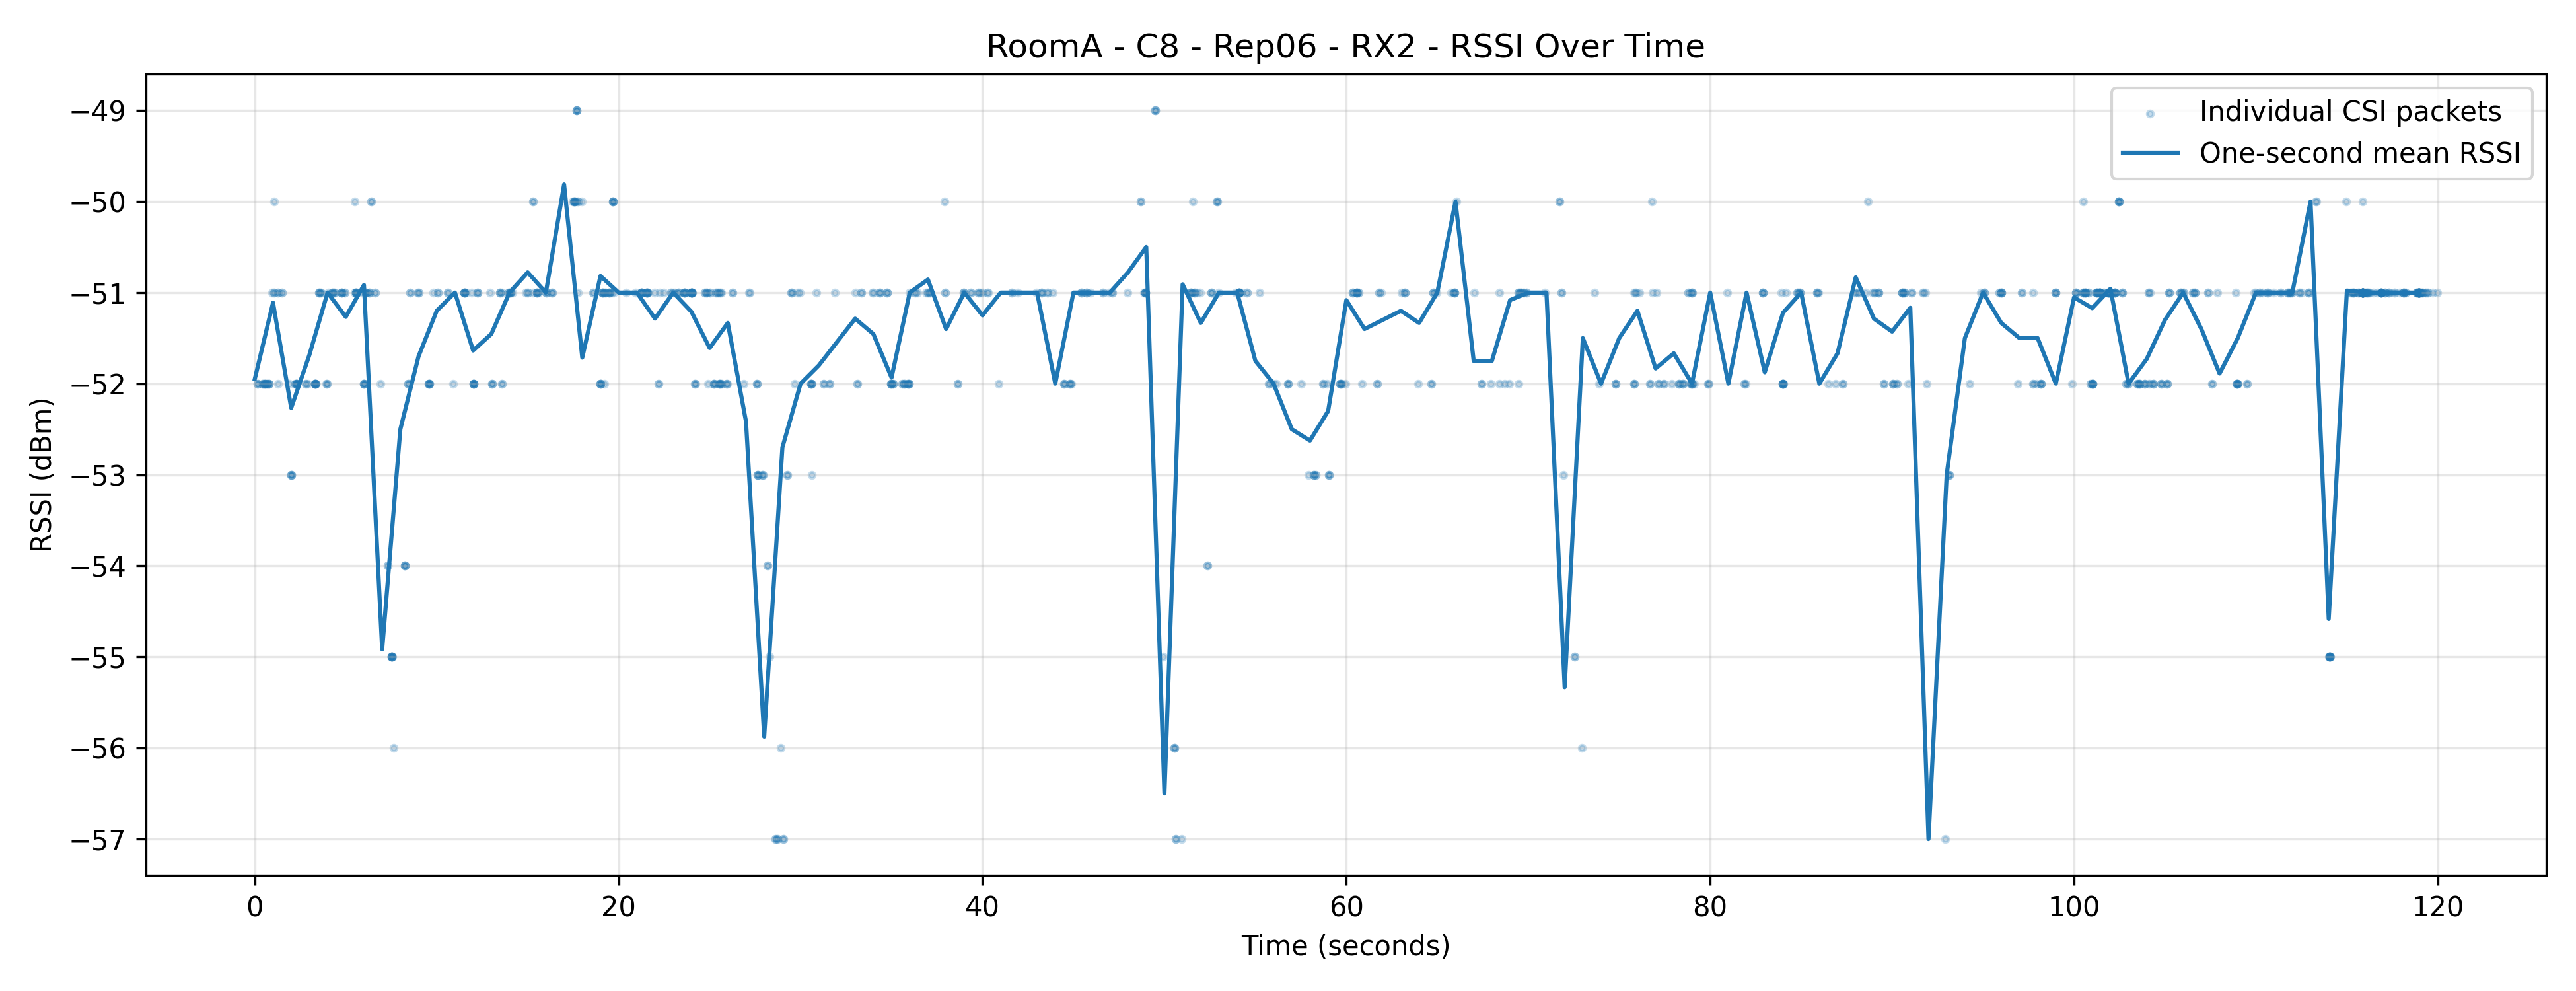 RoomA - C8 - Rep06 - RX2 - RSSI Over Time
Individual CSI packets
One-second mean RSSI
RSSI (dBm)
−49
−50
−51
−52
−53
−54
−55
−56
−57
0 20 40 60 80 100 120
Time (seconds)